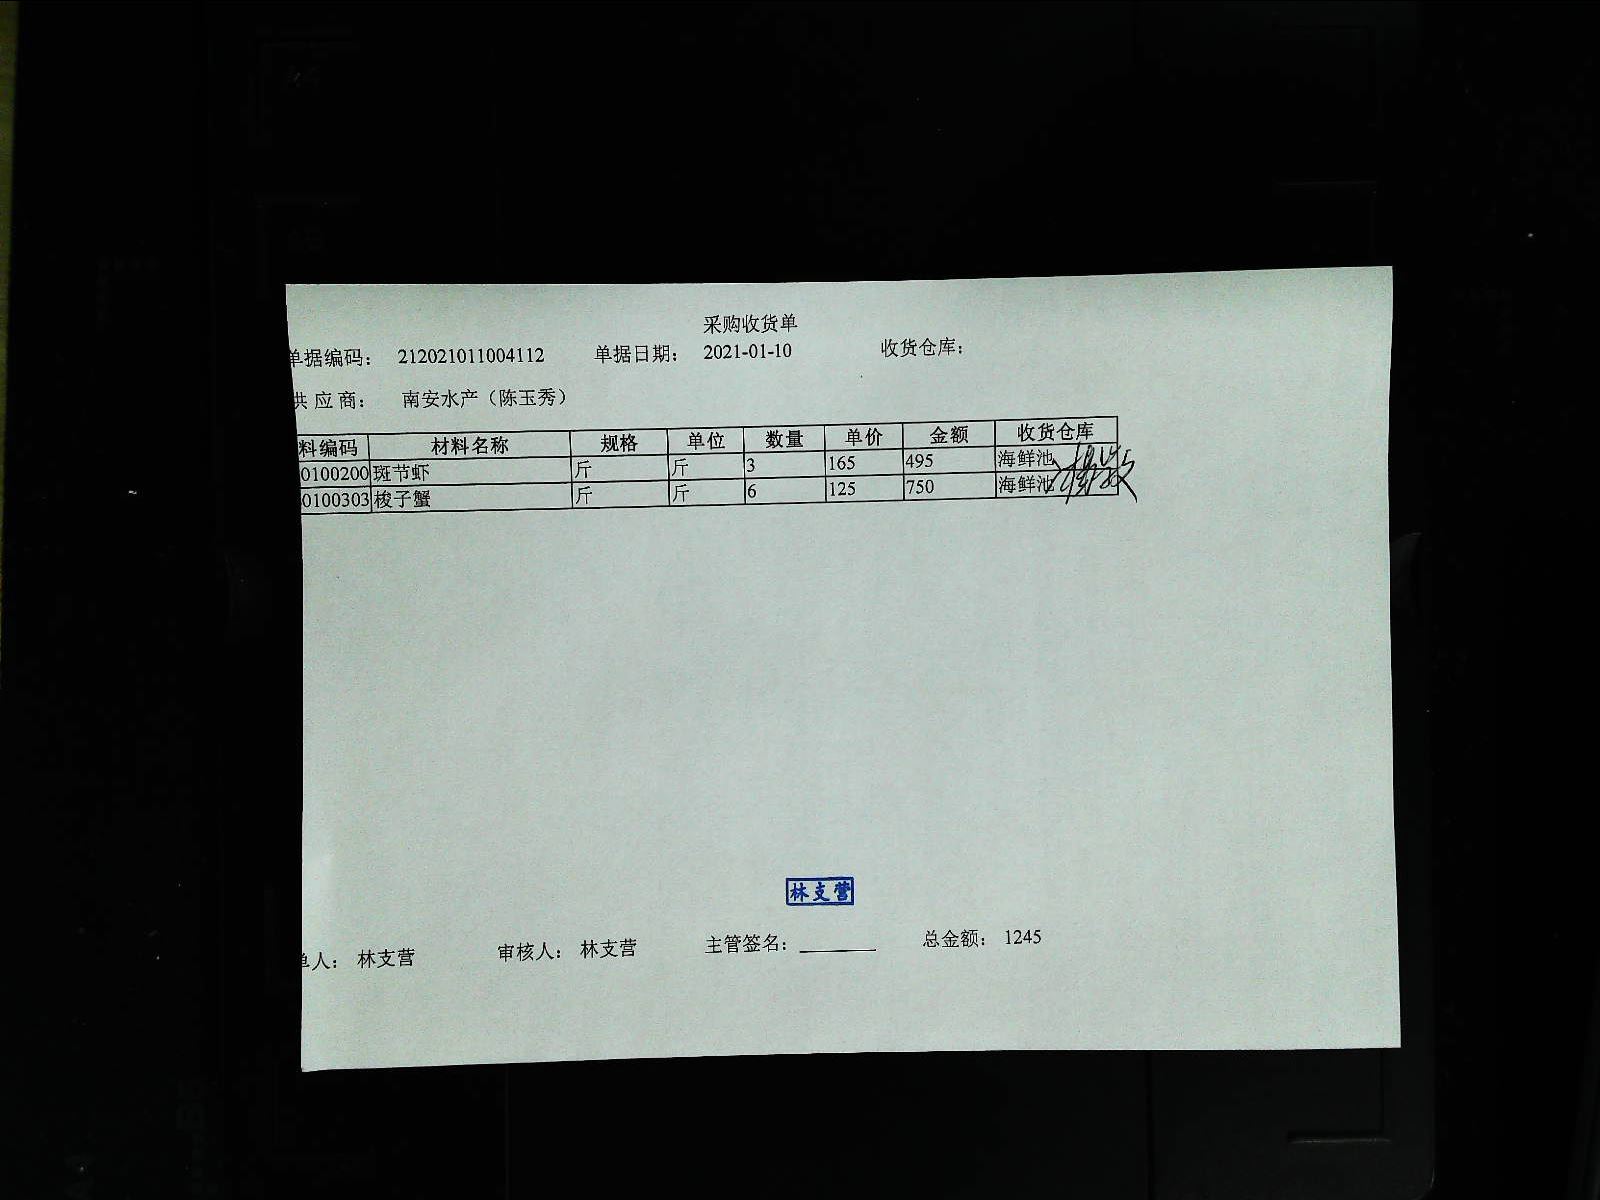 采购收货单
单据编码: 212021011004112 单据日期: 2021-01-10 收货仓库:
供应商: 南安水产（陈玉秀）
料编码 材料名称 规格 单位 数量 单价 金额 收货仓库
0100200 斑节虾 斤 斤 3 165 495 海鲜池
0100303 梭子蟹 斤 斤 6 125 750 海鲜池
林支营
单人: 林支营 审核人: 林支营 主管签名: 总金额: 1245